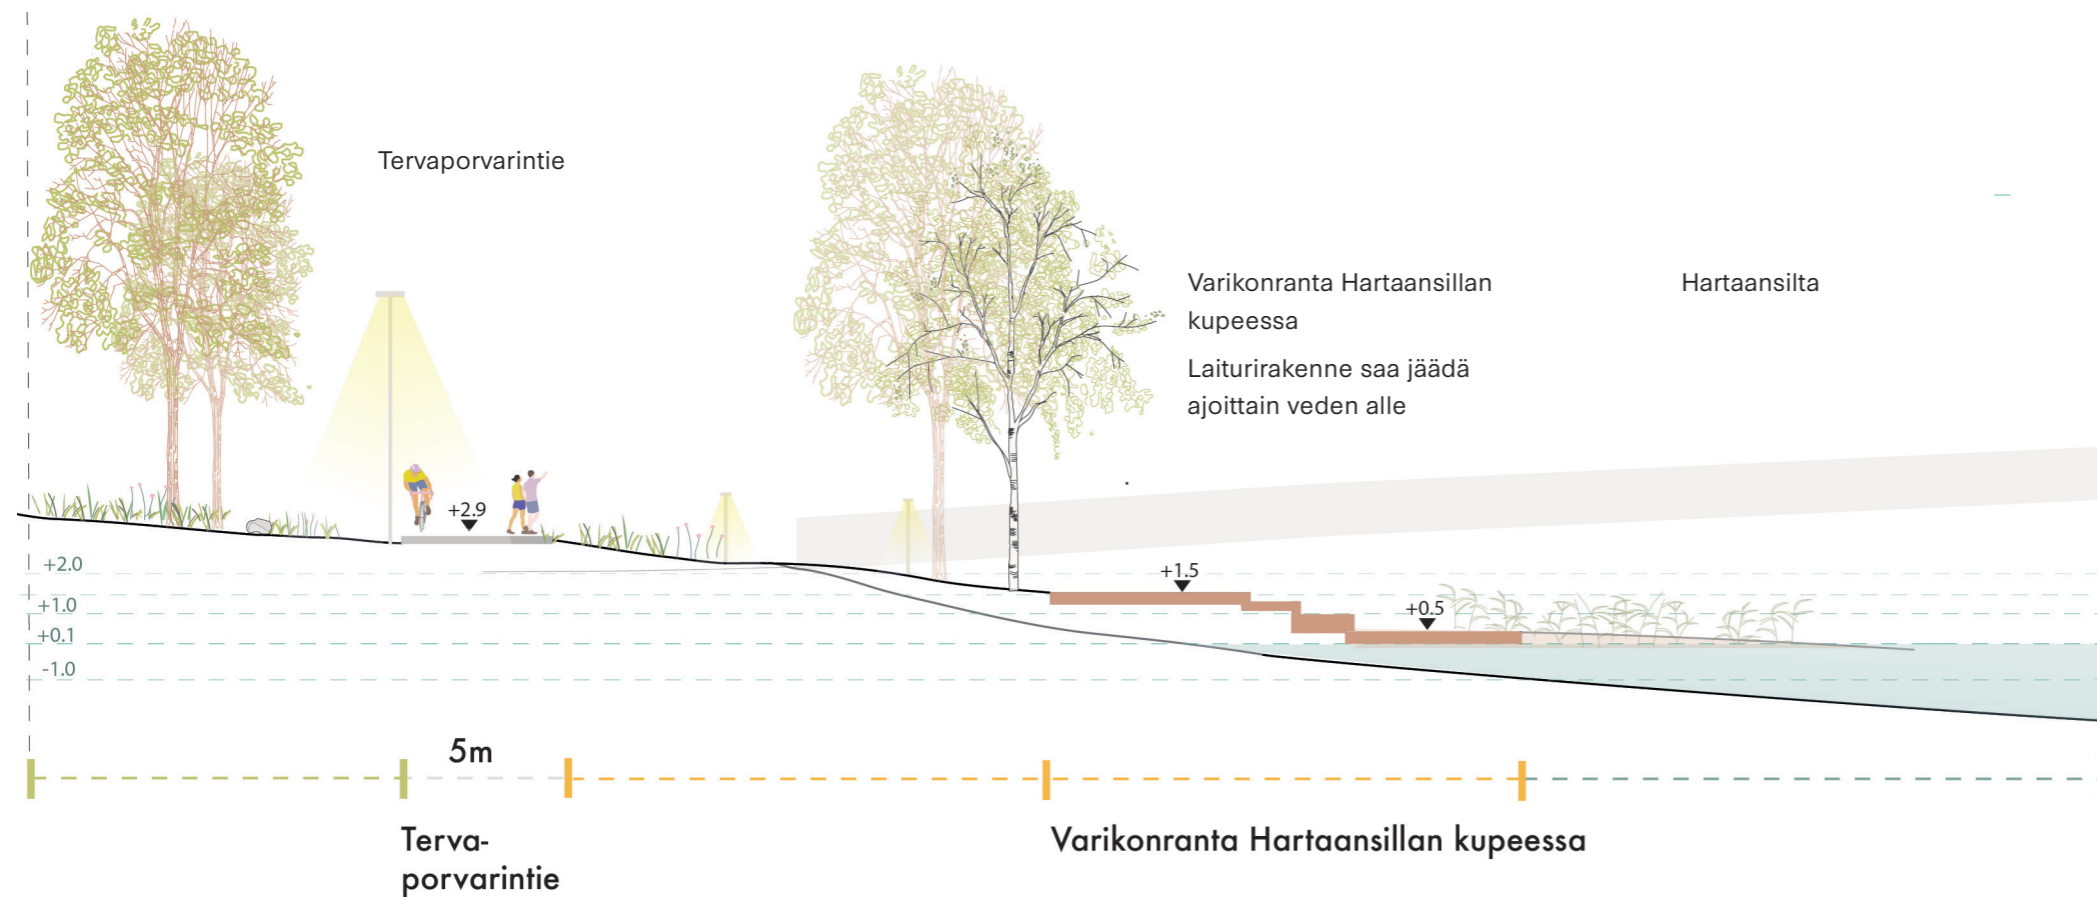 Tervaporvarintie
Varikonranta Hartaansillan
kupeessa
Laiturirakenne saa jäädä
ajoittain veden alle
Hartaansilta
+2.9
+2.0
+1.5
+1.0
+0.5
+0.1
-1.0
5m
Terva-
porvarintie
Varikonranta Hartaansillan kupeessa